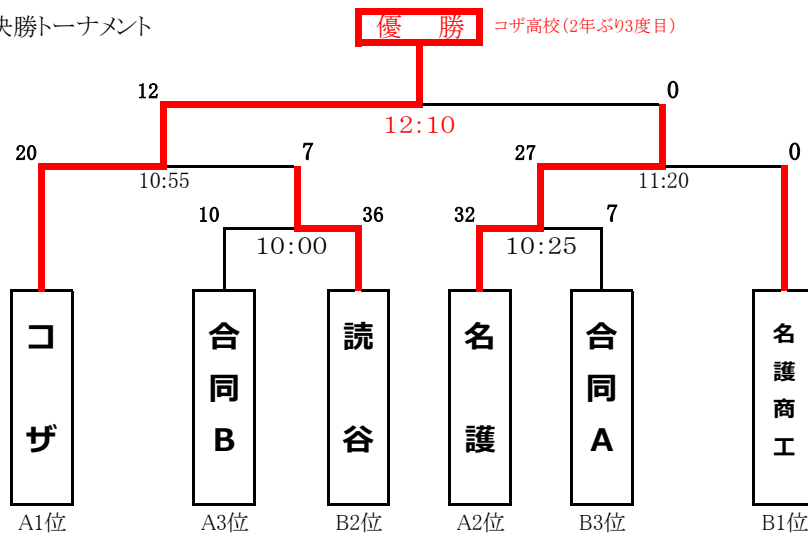 決勝トーナメント
優 勝
コザ高校(2年ぶり3度目)
12
0
12:10
20
7
27
0
10:55
11:20
10
36
32
7
10:00
10:25
コザ
合同B
読谷
名護
合同A
名護商工
A1位
A3位
B2位
A2位
B3位
B1位